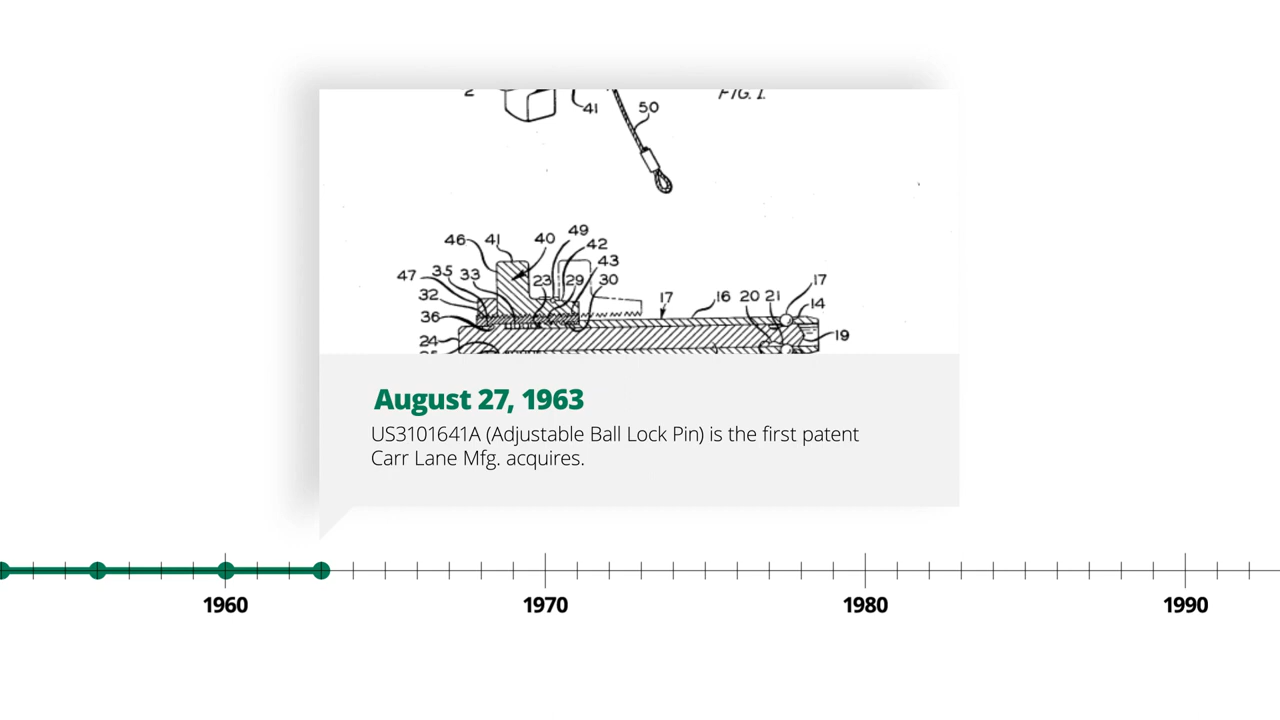 2 41 50 FIG. 1.
46 41 40 49 42
47 35 33 23 29 43 30 17
32 17 16 20 21 14
36 19
24
August 27, 1963
US3101641A (Adjustable Ball Lock Pin) is the first patent
Carr Lane Mfg. acquires.
1960 1970 1980 1990